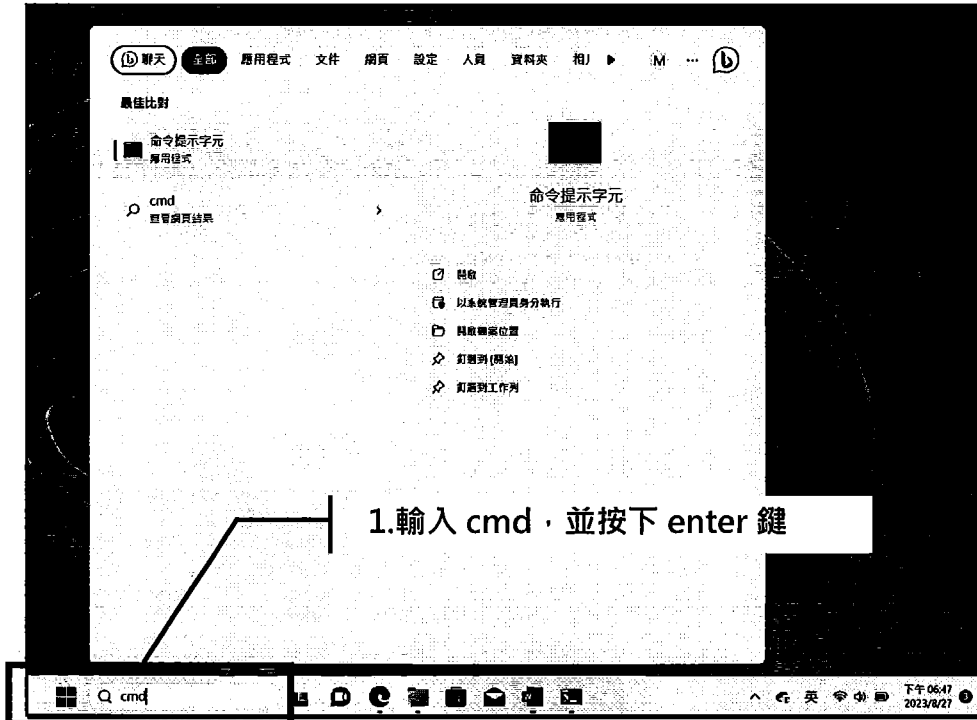 聊天 全部 應用程式 文件 網頁 設定 人員 資料夾 相J M ...
最佳比對
命令提示字元
應用程式
cmd
查看網頁結果
命令提示字元
應用程式
開啟
以系統管理員身分執行
開啟檔案位置
釘選到 [開始]
釘選到工作列
1.輸入 cmd，並按下 enter 鍵
cmd
英
下午 06:47
2023/8/27